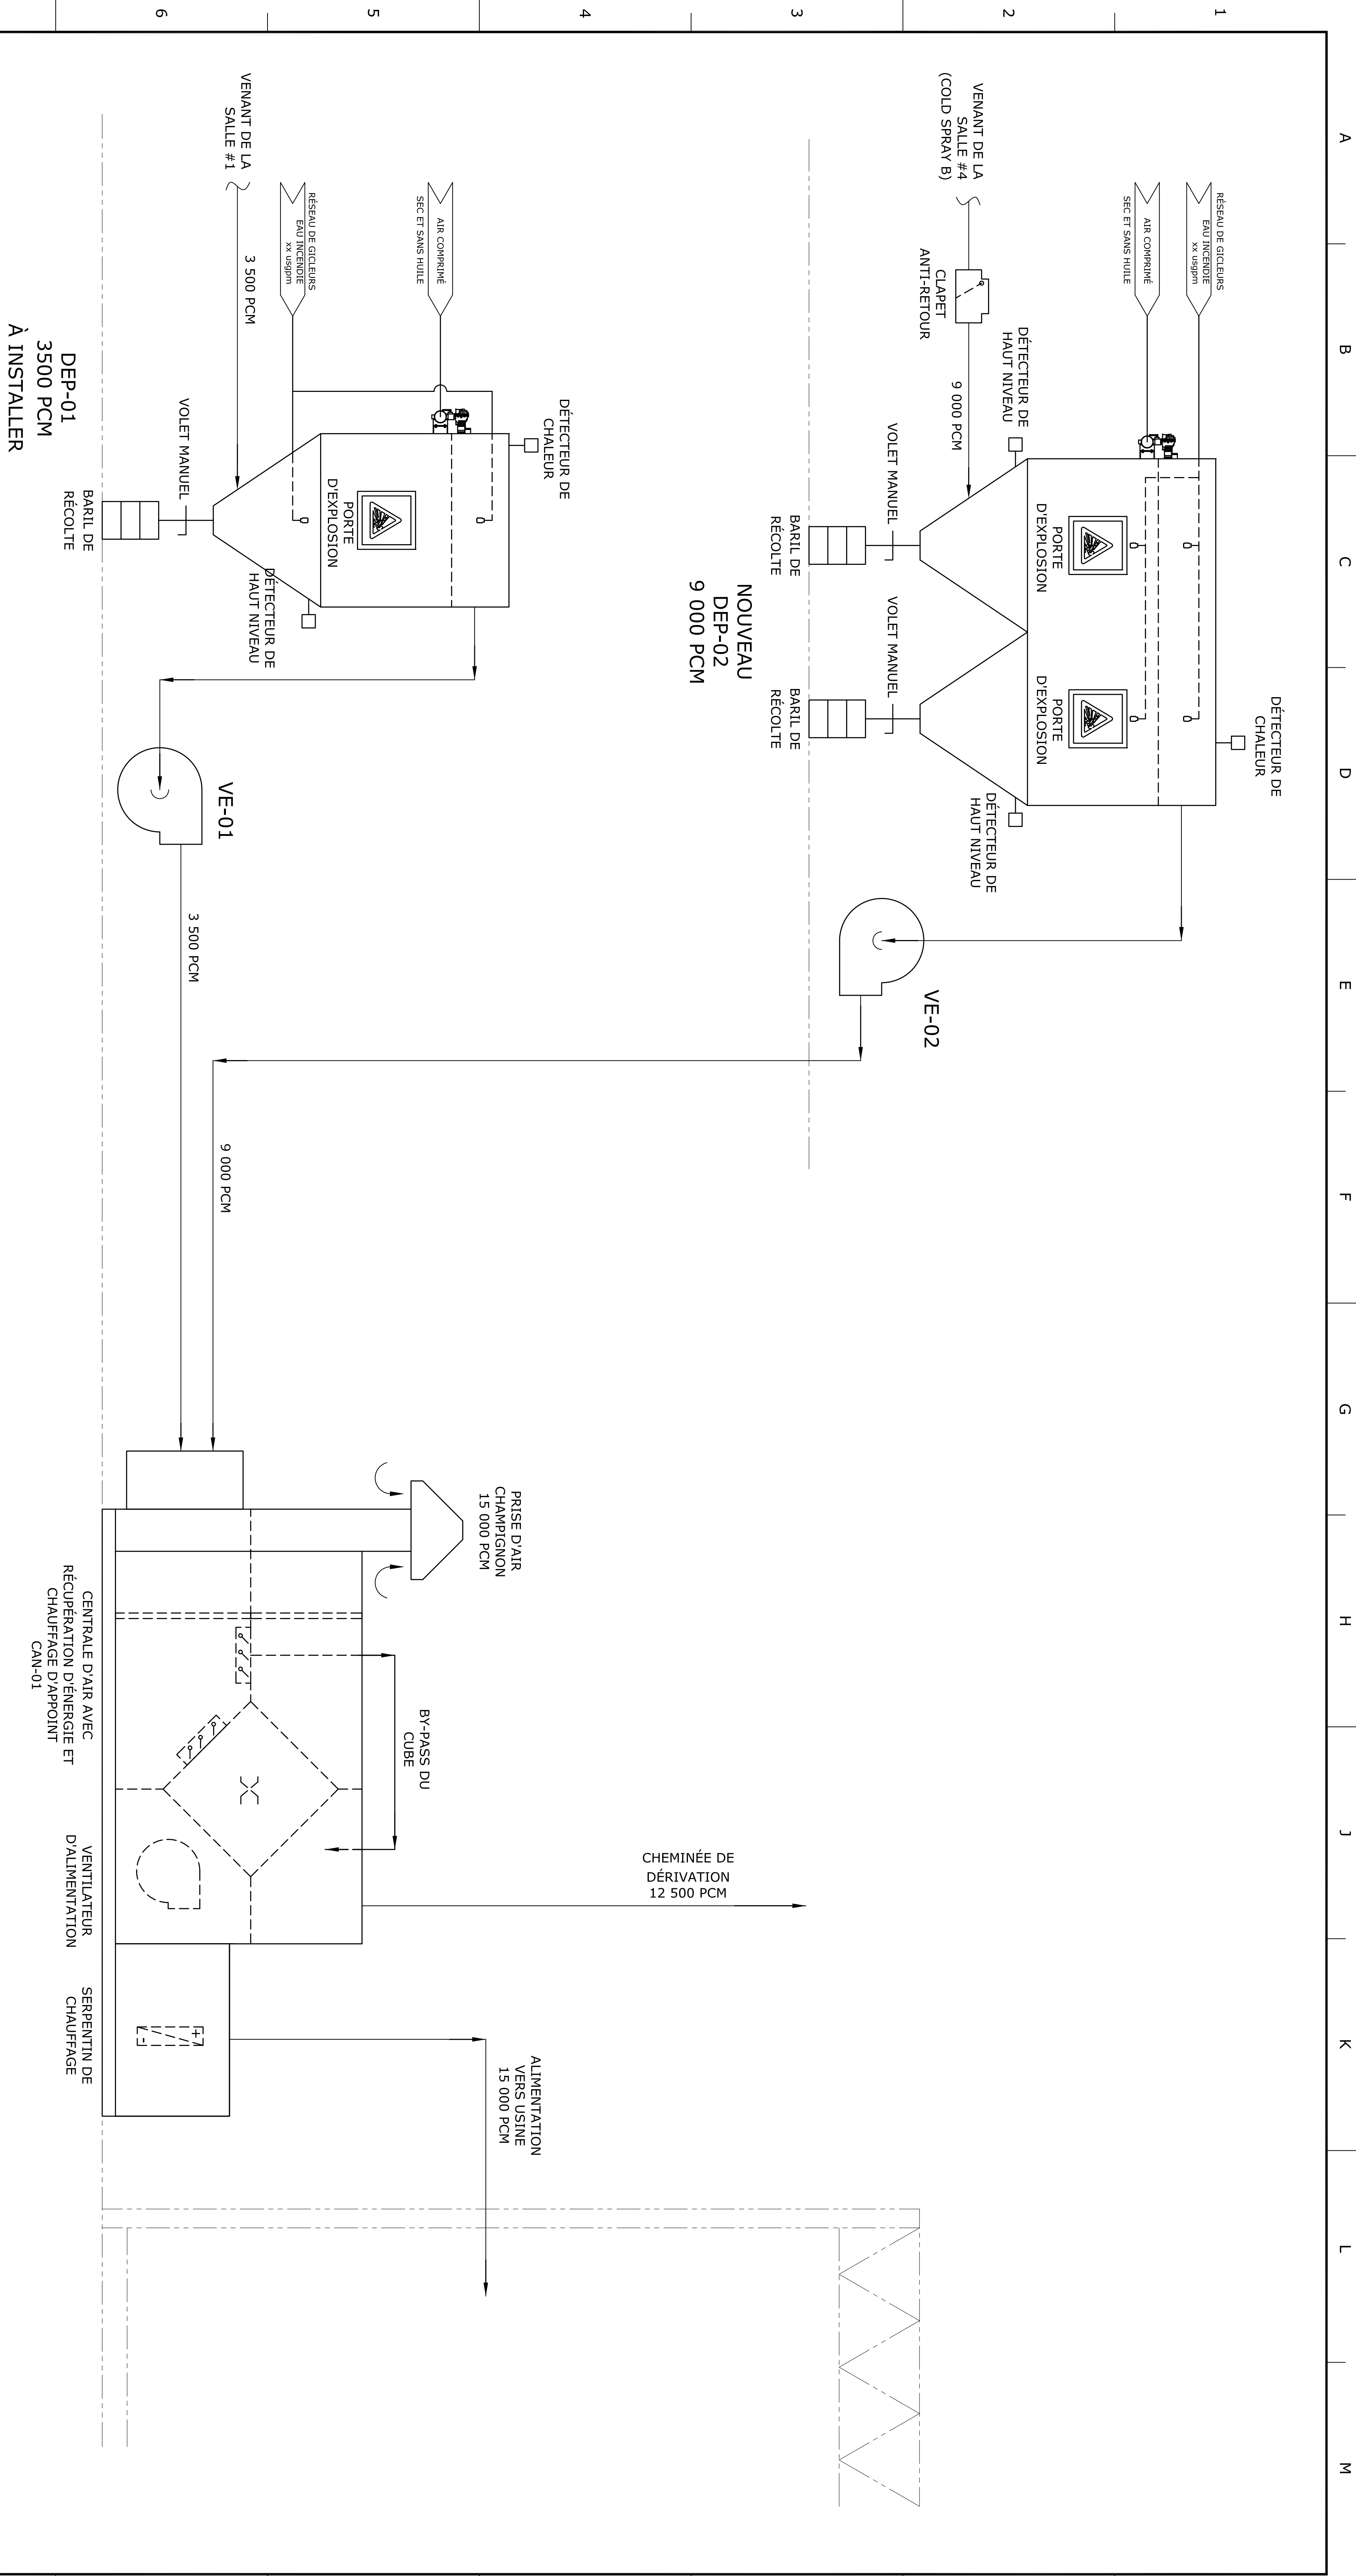 A
B
C
D
E
F
G
H
J
K
L
M
1
2
3
4
5
6
RÉSEAU DE GICLEURS
EAU INCENDIE
xx usgpm
AIR COMPRIMÉ
SEC ET SANS HUILE
VENANT DE LA
SALLE #4
(COLD SPRAY B)
CLAPET
ANTI-RETOUR
9 000 PCM
DÉTECTEUR DE
HAUT NIVEAU
DÉTECTEUR DE
CHALEUR
PORTE
D'EXPLOSION
PORTE
D'EXPLOSION
DÉTECTEUR DE
HAUT NIVEAU
VOLET MANUEL
VOLET MANUEL
BARIL DE
RÉCOLTE
BARIL DE
RÉCOLTE
NOUVEAU
DEP-02
9 000 PCM
VE-02
DÉTECTEUR DE
CHALEUR
AIR COMPRIMÉ
SEC ET SANS HUILE
RÉSEAU DE GICLEURS
EAU INCENDIE
xx usgpm
VENANT DE LA
SALLE #1
3 500 PCM
PORTE
D'EXPLOSION
DÉTECTEUR DE
HAUT NIVEAU
VOLET MANUEL
BARIL DE
RÉCOLTE
DEP-01
3500 PCM
À INSTALLER
VE-01
3 500 PCM
9 000 PCM
PRISE D'AIR
CHAMPIGNON
15 000 PCM
BY-PASS DU
CUBE
CHEMINÉE DE
DÉRIVATION
12 500 PCM
ALIMENTATION
VERS USINE
15 000 PCM
+
-
CENTRALE D'AIR AVEC
RÉCUPÉRATION D'ÉNERGIE ET
CHAUFFAGE D'APPOINT
CAN-01
VENTILATEUR
D'ALIMENTATION
SERPENTIN DE
CHAUFFAGE